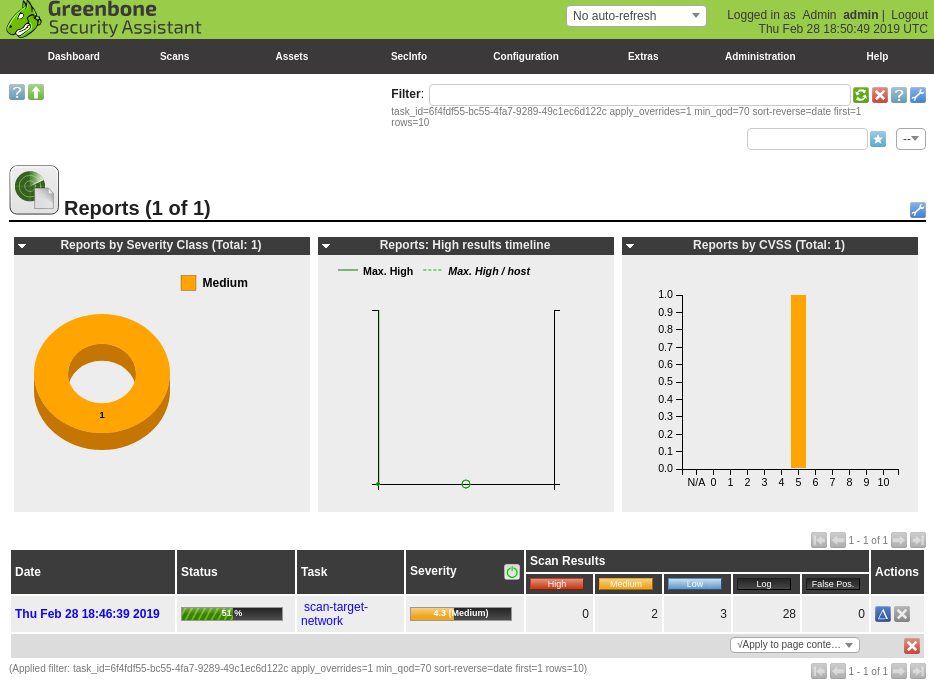 Greenbone
Security Assistant
No auto-refresh
Logged in as Admin admin | Logout
Thu Feb 28 18:50:49 2019 UTC
Dashboard Scans Assets SecInfo Configuration Extras Administration Help
Filter:
task_id=6f4fdf55-bc55-4fa7-9289-49c1ec6d122c apply_overrides=1 min_qod=70 sort-reverse=date first=1
rows=10
--
Reports (1 of 1)
Reports by Severity Class (Total: 1)
Medium
1
Reports: High results timeline
Max. High Max. High / host
Reports by CVSS (Total: 1)
1.0
0.9
0.8
0.7
0.6
0.5
0.4
0.3
0.2
0.1
0.0
N/A 0 1 2 3 4 5 6 7 8 9 10
1 - 1 of 1
Date Status Task Severity Scan Results Actions
High Medium Low Log False Pos.
Thu Feb 28 18:46:39 2019 51 % scan-target-
network 4.3 (Medium) 0 2 3 28 0
√Apply to page conte...
(Applied filter: task_id=6f4fdf55-bc55-4fa7-9289-49c1ec6d122c apply_overrides=1 min_qod=70 sort-reverse=date first=1 rows=10)
1 - 1 of 1